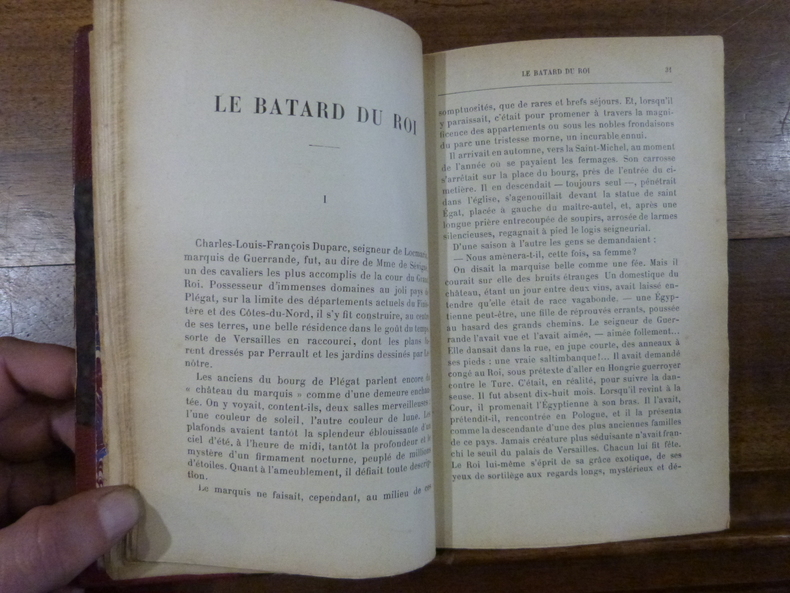 LE BATARD DU ROI
I
Charles-Louis-François Duparc, seigneur de
marquis de Guerrande, fut, au dire de Mme de
un des cavaliers les plus accomplis de la cour du
Roi. Possesseur d'immenses domaines au joli pays
Plégat, sur la limite des départements actuels du
tère et des Côtes-du-Nord, il s'y fit construire, au
de ses terres, une belle résidence dans le goût du temps,
sorte de Versailles en raccourci, dont les plans
rent dressés par Perrault et les jardins dessinés par
nôtre.
Les anciens du bourg de Plégat parlent encore
« château du marquis » comme d'une demeure
tée. On y voyait, content-ils, deux salles merveilleuses
l'une couleur de soleil, l'autre couleur de lune. Les
plafonds avaient tantôt la splendeur éblouissante d'un
ciel d'été, à l'heure de midi, tantôt la profondeur et
mystère d'un firmament nocturne, peuplé de millions
d'étoiles. Quant à l'ameublement, il défiait toute descrip-
tion.
Le marquis ne faisait, cependant, au milieu de
LE BATARD DU ROI 31
somptuosités, que de rares et brefs séjours. Et, lorsqu'il
y paraissait, c'était pour promener à travers la magni-
ficence des appartements ou sous les nobles frondaisons
du parc une tristesse morne, un incurable ennui.
Il arrivait en automne, vers la Saint-Michel, au moment
de l'année où se payaient les fermages. Son carrosse
s'arrêtait sur la place du bourg, près de l'entrée du ci-
metière. Il en descendait — toujours seul —, pénétrait
dans l'église, s'agenouillait devant la statue de saint
Égat, placée à gauche du maître-autel, et, après une
longue prière entrecoupée de soupirs, arrosée de larmes
silencieuses, regagnait à pied le logis seigneurial.
D'une saison à l'autre les gens se demandaient :
— Nous amènera-t-il, cette fois, sa femme?
On disait la marquise belle comme une fée. Mais il
courait sur elle des bruits étranges Un domestique du
château, étant un jour entre deux vins, avait laissé en-
tendre qu'elle était de race vagabonde. — une Égyp-
tienne peut-être, une fille de réprouvés errants, poussée
au hasard des grands chemins. Le seigneur de Guer-
rande l'avait vue et l'avait aimée, — aimée follement...
Elle dansait dans la rue, en jupe courte, des anneaux à
ses pieds : une vraie saltimbanque!... Il avait demandé
congé au Roi, sous prétexte d'aller en Hongrie guerroyer
contre le Turc. C'était, en réalité, pour suivre la dan-
seuse. Il fut absent dix-huit mois. Lorsqu'il revint à la
Cour, il promenait l'Égyptienne à son bras. Il l'avait,
prétendit-il, rencontrée en Pologne, et il la présenta
comme la descendante d'une des plus anciennes familles
de ce pays. Jamais créature plus séduisante n'avait fran-
chi le seuil du palais de Versailles. Chacun lui fit fête.
Le Roi lui-même s'éprit de sa grâce exotique, de ses
yeux de sortilège aux regards longs, mystérieux et dé-